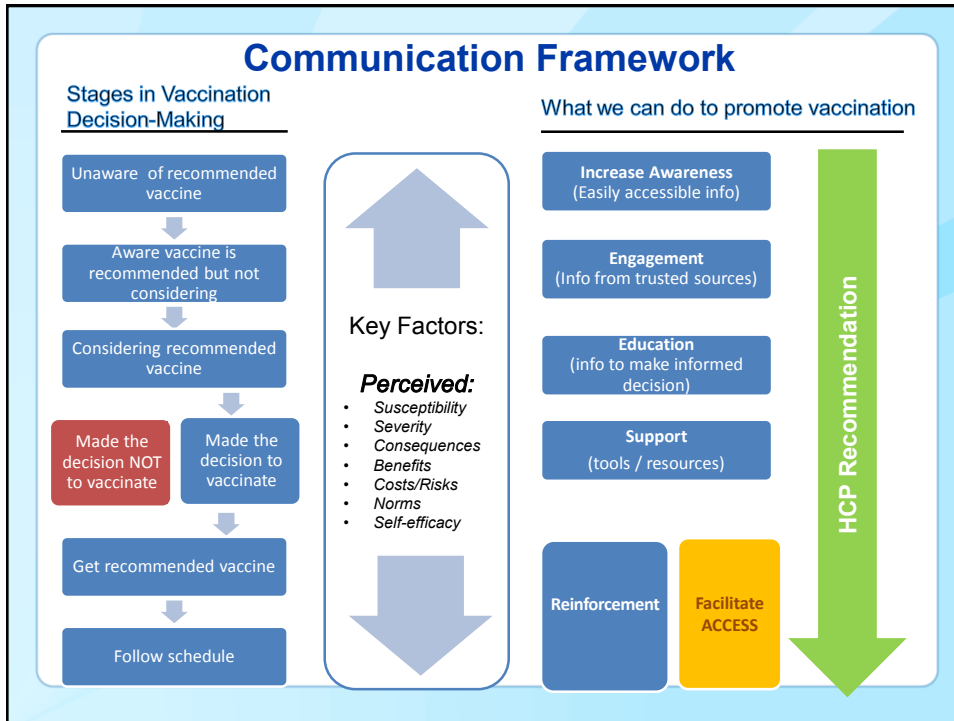 Communication Framework
Stages in Vaccination
Decision-Making
Unaware of recommended
vaccine
Aware vaccine is
recommended but not
considering
Considering recommended
vaccine
Made the
decision NOT
to vaccinate
Made the
decision to
vaccinate
Get recommended vaccine
Follow schedule
Key Factors:
Perceived:
• Susceptibility
• Severity
• Consequences
• Benefits
• Costs/Risks
• Norms
• Self-efficacy
What we can do to promote vaccination
Increase Awareness
(Easily accessible info)
Engagement
(Info from trusted sources)
Education
(info to make informed
decision)
Support
(tools / resources)
Reinforcement
Facilitate
ACCESS
HCP Recommendation